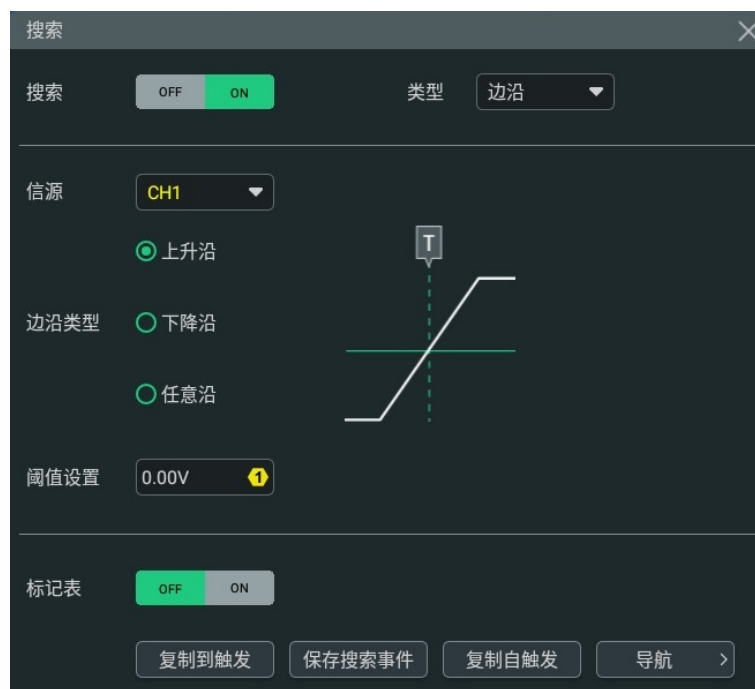 搜索
搜索 OFF ON 类型 边沿
信源 CH1
上升沿
T
边沿类型 下降沿
任意沿
阈值设置 0.00V 1
标记表 OFF ON
复制到触发 保存搜索事件 复制自触发 导航